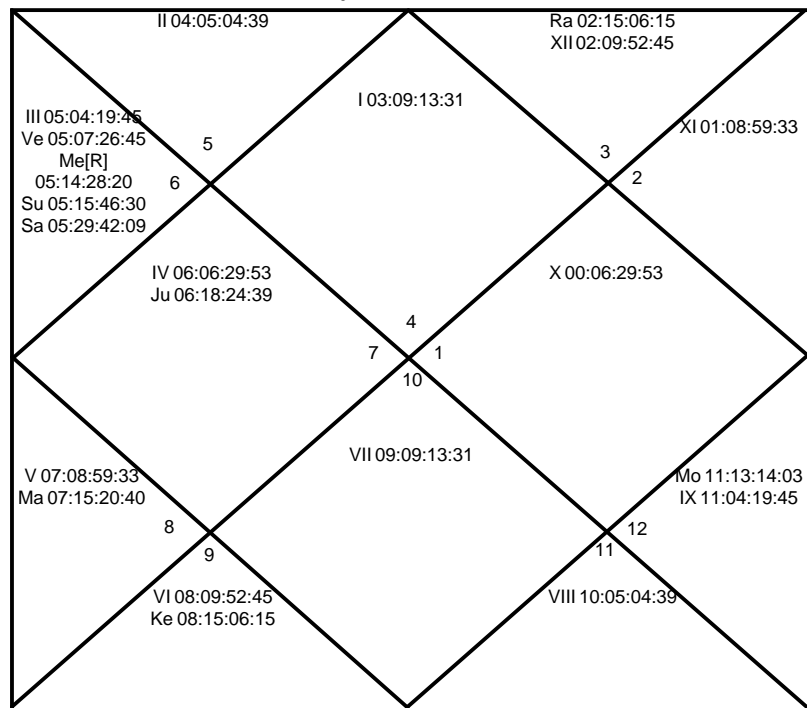 II 04:05:04:39
Ra 02:15:06:15
XII 02:09:52:45
I 03:09:13:31
III 05:04:19:45
Ve 05:07:26:45
Me[R]
05:14:28:20
Su 05:15:46:30
Sa 05:29:42:09
5
6
3
2
XI 01:08:59:33
IV 06:06:29:53
Ju 06:18:24:39
X 00:06:29:53
4
7
1
10
VII 09:09:13:31
V 07:08:59:33
Ma 07:15:20:40
Mo 11:13:14:03
IX 11:04:19:45
8
9
12
11
VI 08:09:52:45
Ke 08:15:06:15
VIII 10:05:04:39